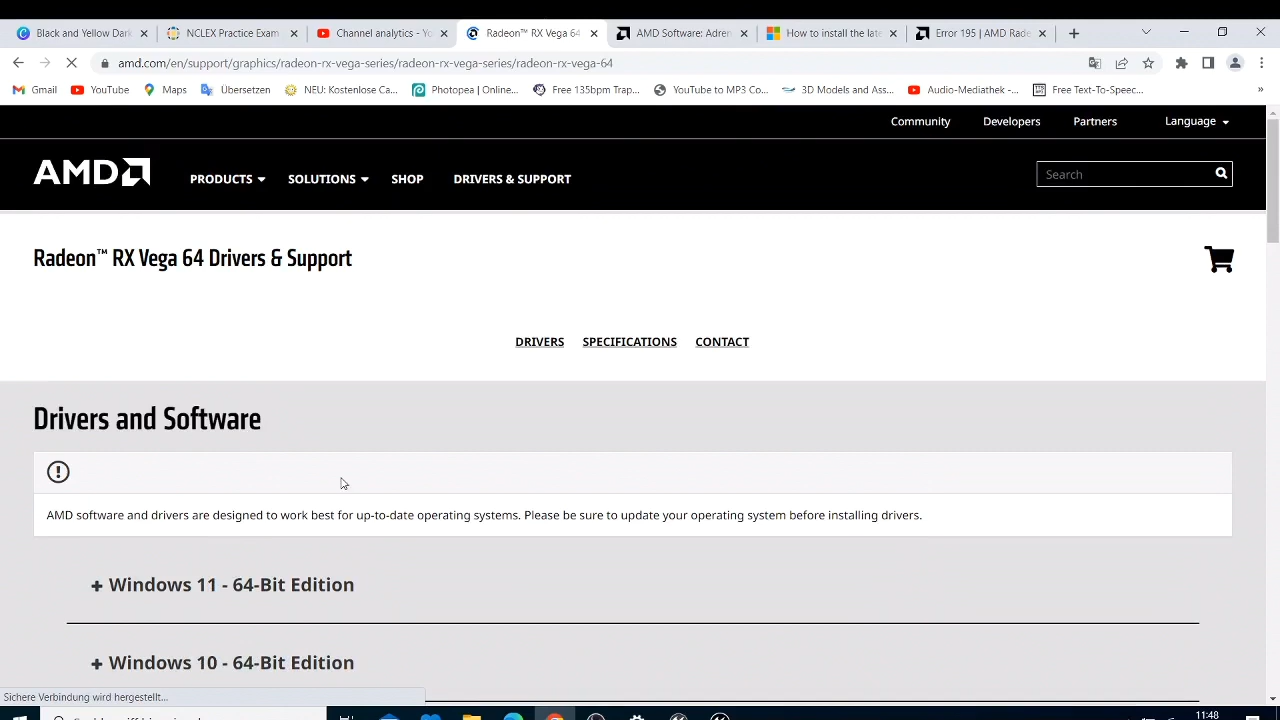 Black and Yellow Dark
NCLEX Practice Exam
Channel analytics - Yo
Radeon™ RX Vega 64
AMD Software: Adren
How to install the late
Error 195 | AMD Rade
amd.com/en/support/graphics/radeon-rx-vega-series/radeon-rx-vega-series/radeon-rx-vega-64
Gmail
YouTube
Maps
Übersetzen
NEU: Kostenlose Ca...
Photopea | Online...
Free 135bpm Trap...
YouTube to MP3 Co...
3D Models and Ass...
Audio-Mediathek -...
Free Text-To-Speec...
»
Community
Developers
Partners
Language
AMD
PRODUCTS
SOLUTIONS
SHOP
DRIVERS & SUPPORT
Search
Radeon™ RX Vega 64 Drivers & Support
DRIVERS
SPECIFICATIONS
CONTACT
Drivers and Software
AMD software and drivers are designed to work best for up-to-date operating systems. Please be sure to update your operating system before installing drivers.
+ Windows 11 - 64-Bit Edition
+ Windows 10 - 64-Bit Edition
Sichere Verbindung wird hergestellt...
11:48